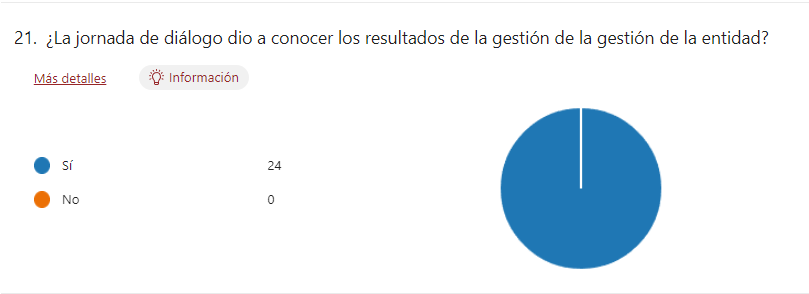 21. ¿La jornada de diálogo dio a conocer los resultados de la gestión de la gestión de la entidad?
Más detalles Información
Sí 24
No 0